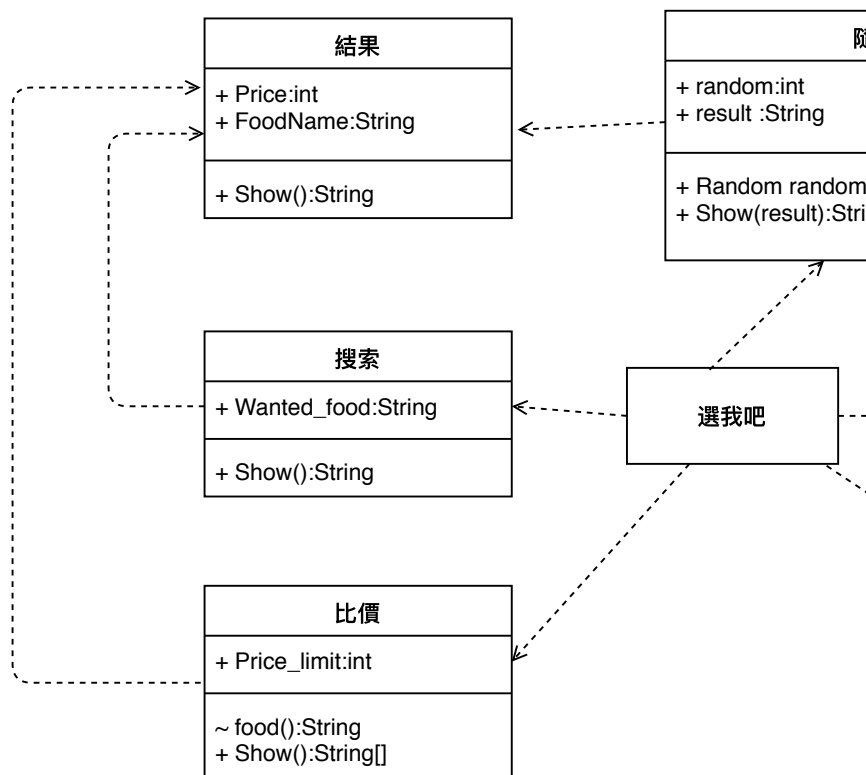 結果
+ Price:int
+ FoodName:String
+ Show():String
+ random:int
+ result :String
+ Random random
+ Show(result):Stri
搜索
+ Wanted_food:String
+ Show():String
選我吧
比價
+ Price_limit:int
~ food():String
+ Show():String[]